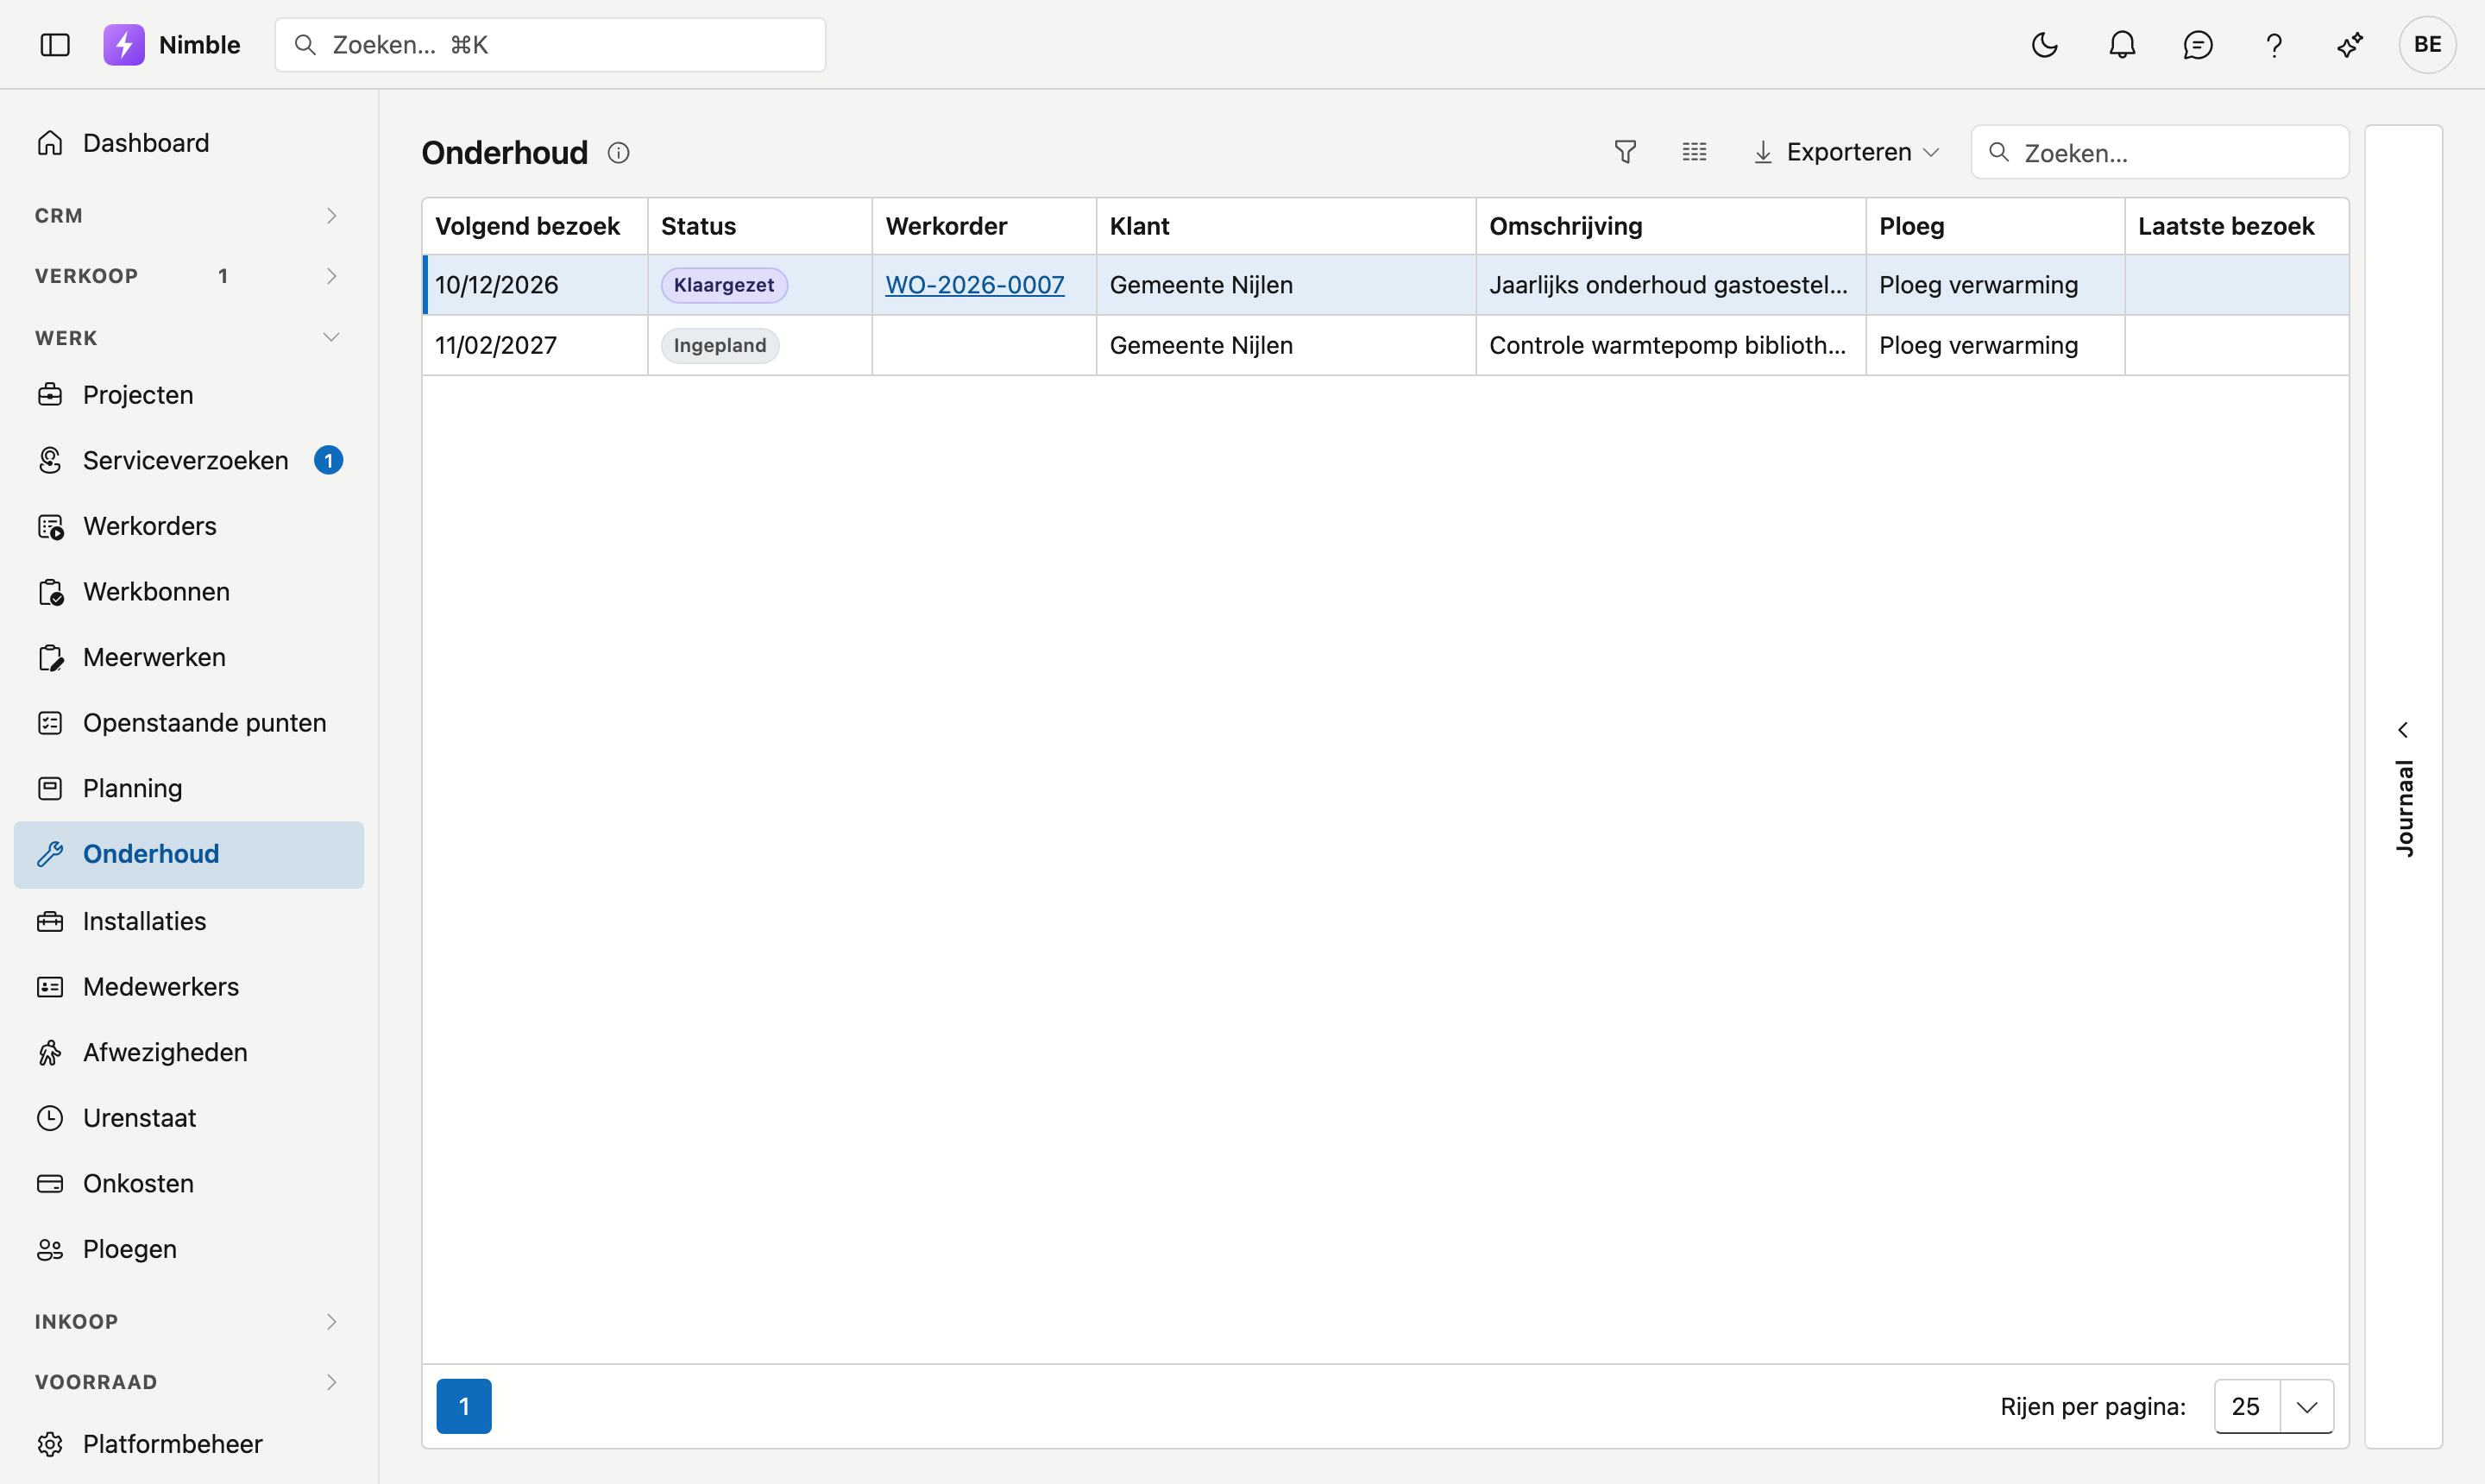 Nimble
Zoeken... ⌘K
BE
Dashboard
CRM
VERKOOP 1
WERK
Projecten
Serviceverzoeken 1
Werkorders
Werkbonnen
Meerwerken
Openstaande punten
Planning
Onderhoud
Installaties
Medewerkers
Afwezigheden
Urenstaat
Onkosten
Ploegen
INKOOP
VOORRAAD
Platformbeheer
Onderhoud
Exporteren
Zoeken...
Volgend bezoek Status Werkorder Klant Omschrijving Ploeg Laatste bezoek
10/12/2026 Klaargezet WO-2026-0007 Gemeente Nijlen Jaarlijks onderhoud gastoestel... Ploeg verwarming
11/02/2027 Ingepland Gemeente Nijlen Controle warmtepomp biblioth... Ploeg verwarming
1
Rijen per pagina: 25
Journaal